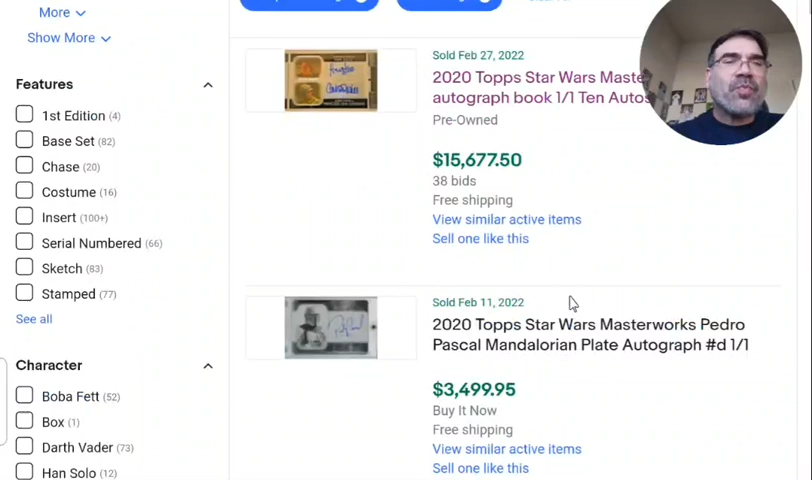 More
Show More
Features
1st Edition (4)
Base Set (82)
Chase (20)
Costume (16)
Insert (100+)
Serial Numbered (66)
Sketch (83)
Stamped (77)
See all
Character
Boba Fett (52)
Box (1)
Darth Vader (73)
Han Solo (12)
Sold Feb 27, 2022
2020 Topps Star Wars Maste
autograph book 1/1 Ten Autos
Pre-Owned
$15,677.50
38 bids
Free shipping
View similar active items
Sell one like this
Sold Feb 11, 2022
2020 Topps Star Wars Masterworks Pedro
Pascal Mandalorian Plate Autograph #d 1/1
$3,499.95
Buy It Now
Free shipping
View similar active items
Sell one like this